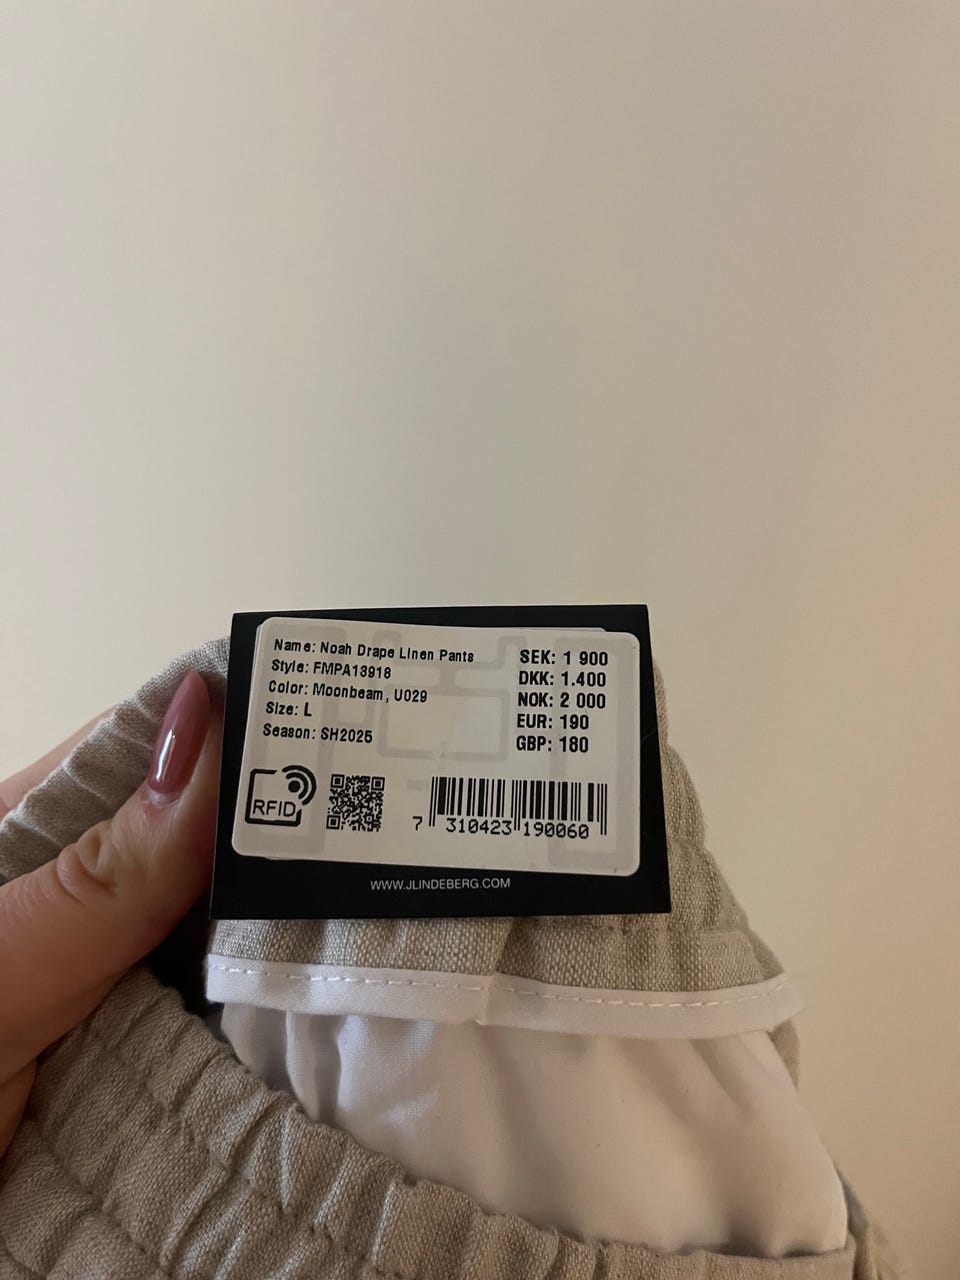 Name: Noah Drape Linen Pants
Style: FMPA13918
Color: Moonbeam, U029
Size: L
Season: SH2025
SEK: 1 900
DKK: 1.400
NOK: 2 000
EUR: 190
GBP: 180
RFID
7 310423 190060
WWW.JLINDEBERG.COM